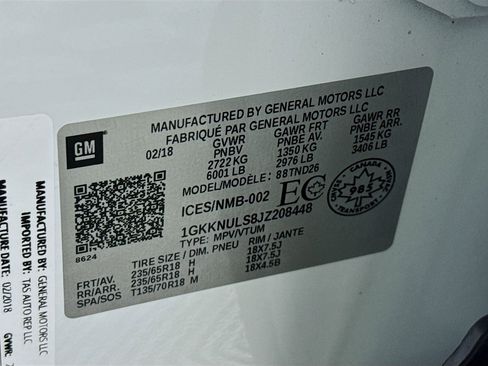 GM
MANUFACTURED BY GENERAL MOTORS LLC
FABRIQUÉ PAR GENERAL MOTORS LLC
02/18 GVWR GAWR FRT GAWR RR
PNBV PNBE AV. PNBE ARR.
2722 KG 1350 KG 1545 KG
6001 LB 2976 LB 3406 LB
MODEL/MODÈLE: 88TND26
ICES/NMB-002 EC
CANADA 985
1GKKNULS8JZ208448
TYPE: MPV/VTUM
TIRE SIZE / DIM. PNEU RIM / JANTE
FRT/AV. 235/65R18 H 18X7.5J
RR/ARR. 235/65R18 H 18X7.5J
SPA/SOS T135/70R18 M 18X4.5B
8624
MANUFACTURED BY: GENERAL MOTORS LLC
TAS AUTO REP LLC
MANUFACTURE DATE: 02/2018
GVWR: